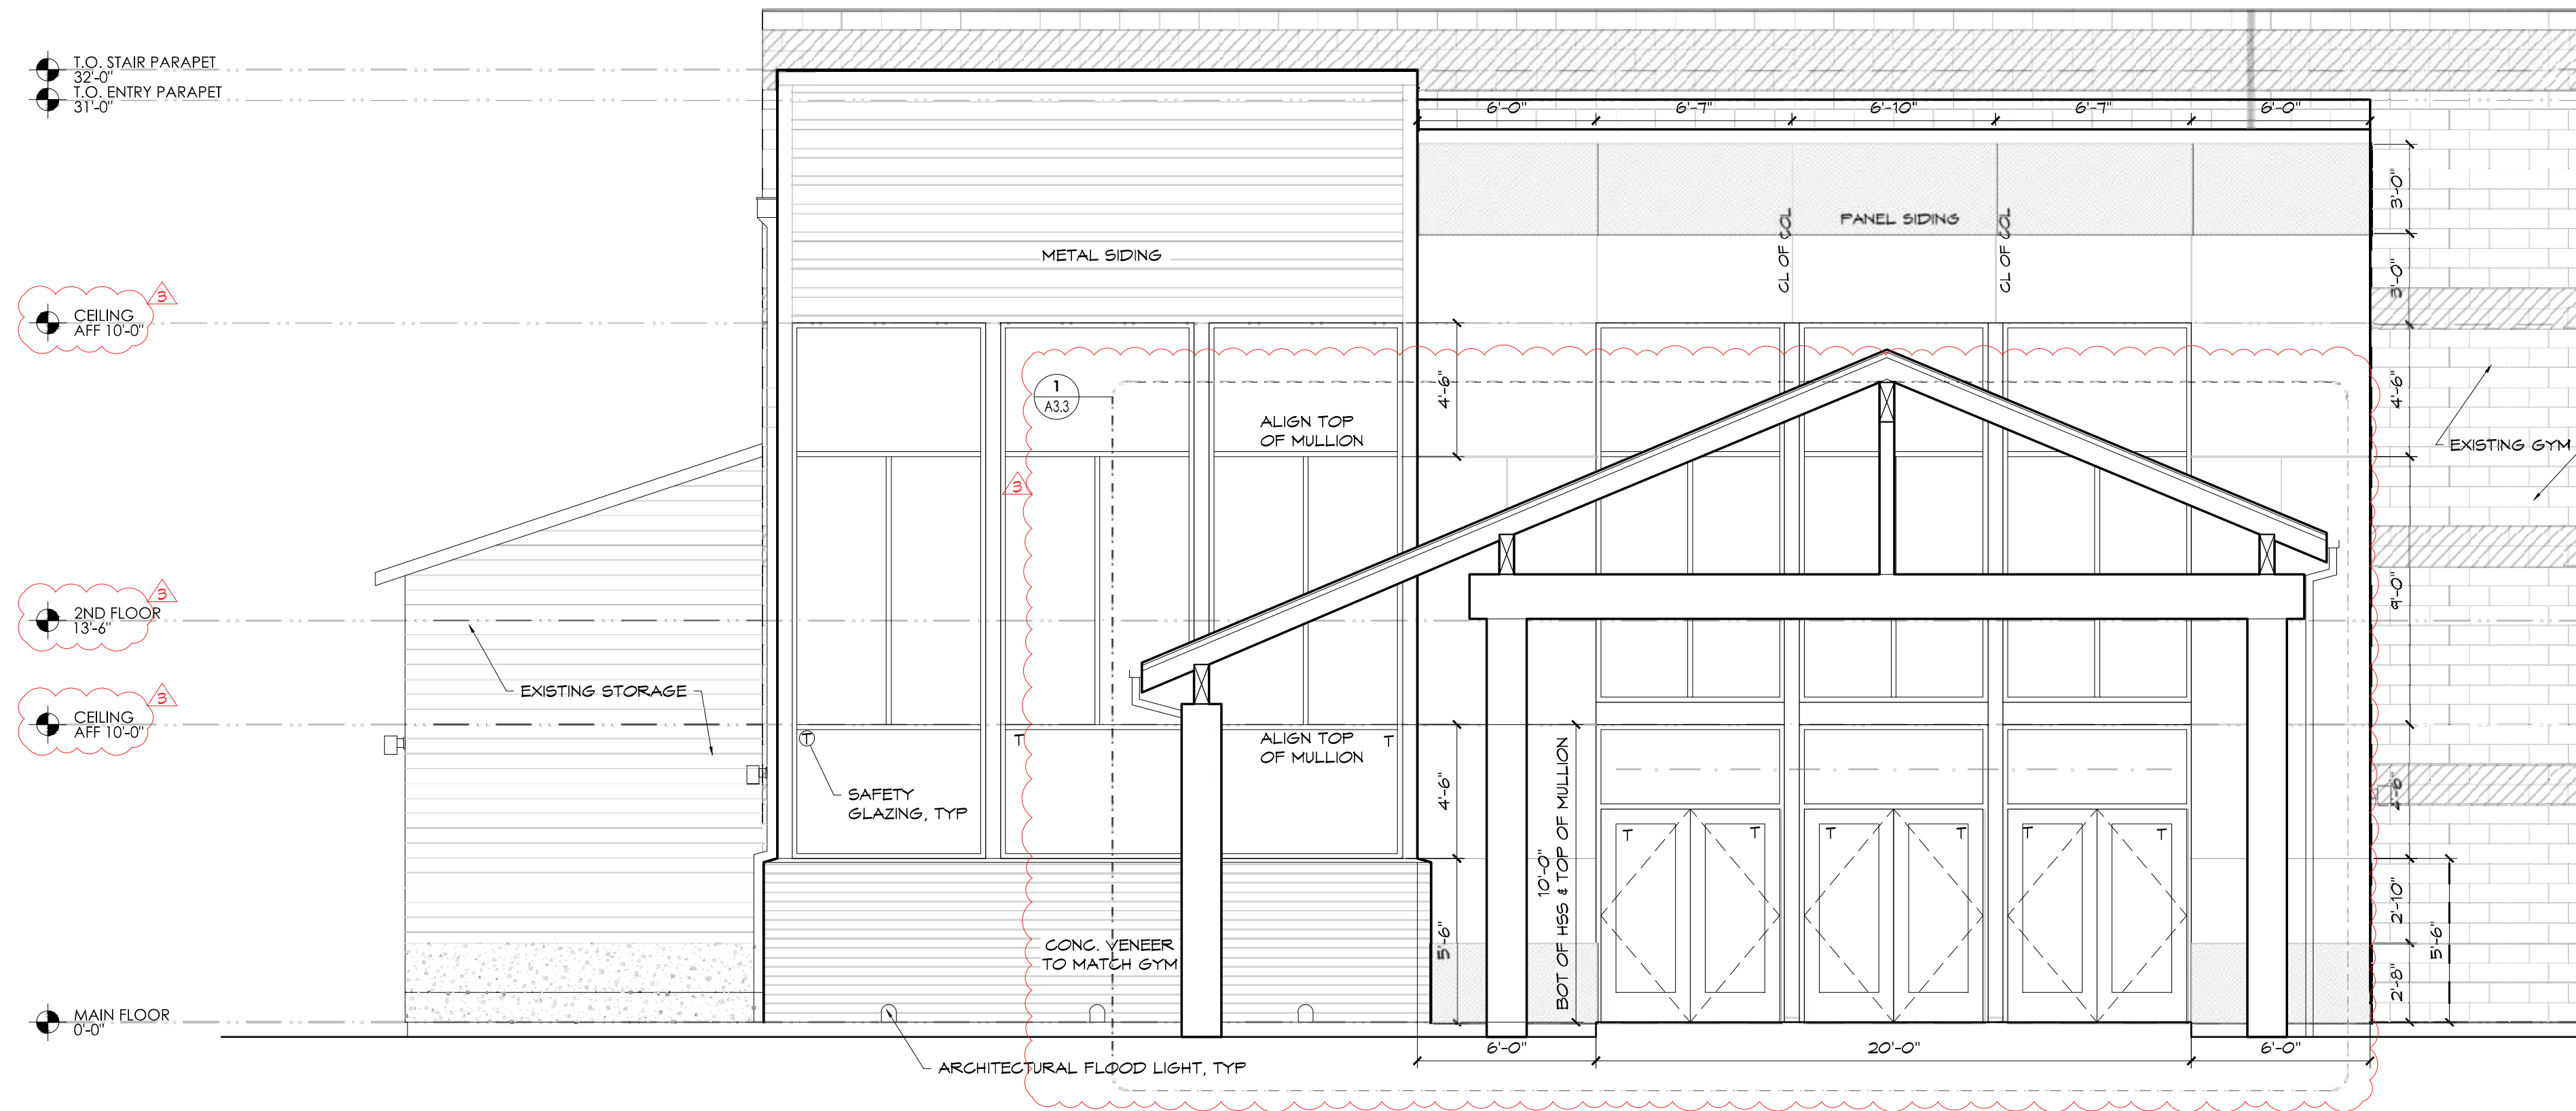 T.O. STAIR PARAPET
32'-0"
T.O. ENTRY PARAPET
31'-0"
6'-0"
6'-7"
6'-10"
6'-7"
6'-0"
3'-0"
PANEL SIDING
CL OF COL
CL OF COL
METAL SIDING
3'-0"
3
CEILING
AFF 10'-0"
1
A3.3
4'-6"
4'-6"
ALIGN TOP
OF MULLION
EXISTING GYM
3
3
2ND FLOOR
13'-6"
9'-0"
EXISTING STORAGE
3
CEILING
AFF 10'-0"
T
T
ALIGN TOP
OF MULLION
T
SAFETY
GLAZING, TYP
4'-6"
4'-6"
10'-0"
BOT OF HSS & TOP OF MULLION
T
T
T
T
T
T
CONC. VENEER
TO MATCH GYM
5'-6"
2'-10"
5'-6"
2'-8"
MAIN FLOOR
0'-0"
6'-0"
20'-0"
6'-0"
ARCHITECTURAL FLOOD LIGHT, TYP